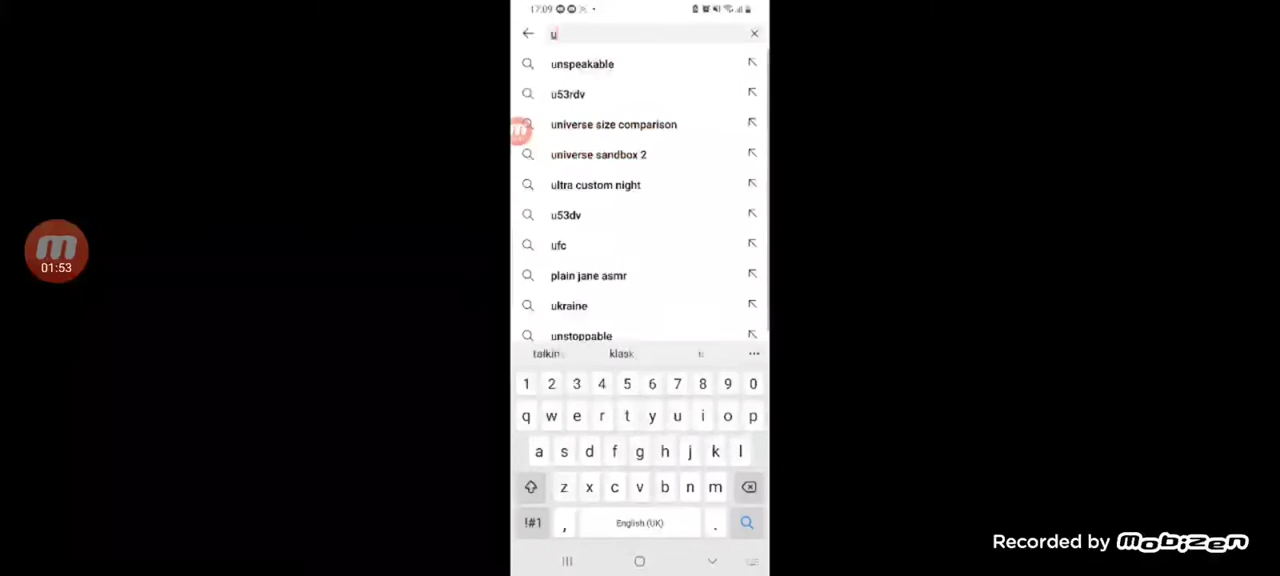 17:09
u
unspeakable
u53rdv
universe size comparison
universe sandbox 2
ultra custom night
u53dv
ufc
plain jane asmr
ukraine
unstoppable
talkin klask
1 2 3 4 5 6 7 8 9 0
q w e r t y u i o p
a s d f g h j k l
z x c v b n m
!#1 , English (UK) .
01:53
Recorded by mobizen